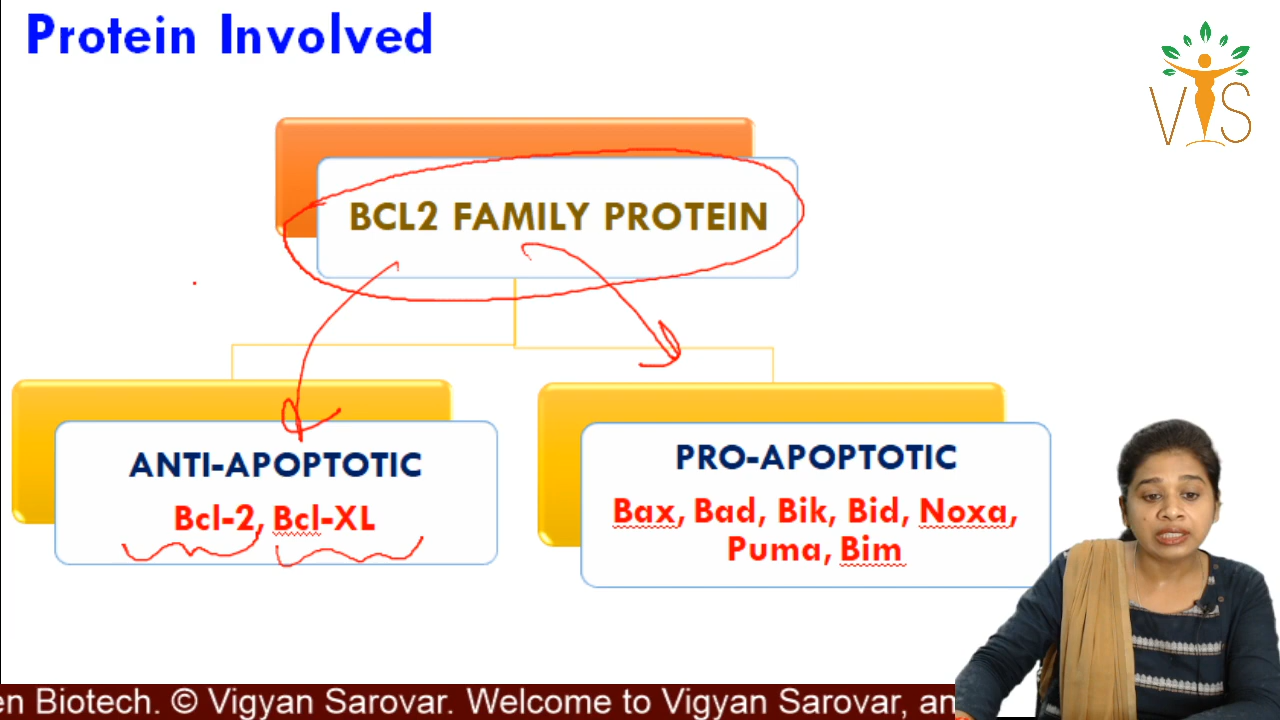 Protein Involved
VIS
BCL2 FAMILY PROTEIN
ANTI-APOPTOTIC
Bcl-2, Bcl-XL
PRO-APOPTOTIC
Bax, Bad, Bik, Bid, Noxa,
Puma, Bim
en Biotech. © Vigyan Sarovar. Welcome to Vigyan Sarovar, an